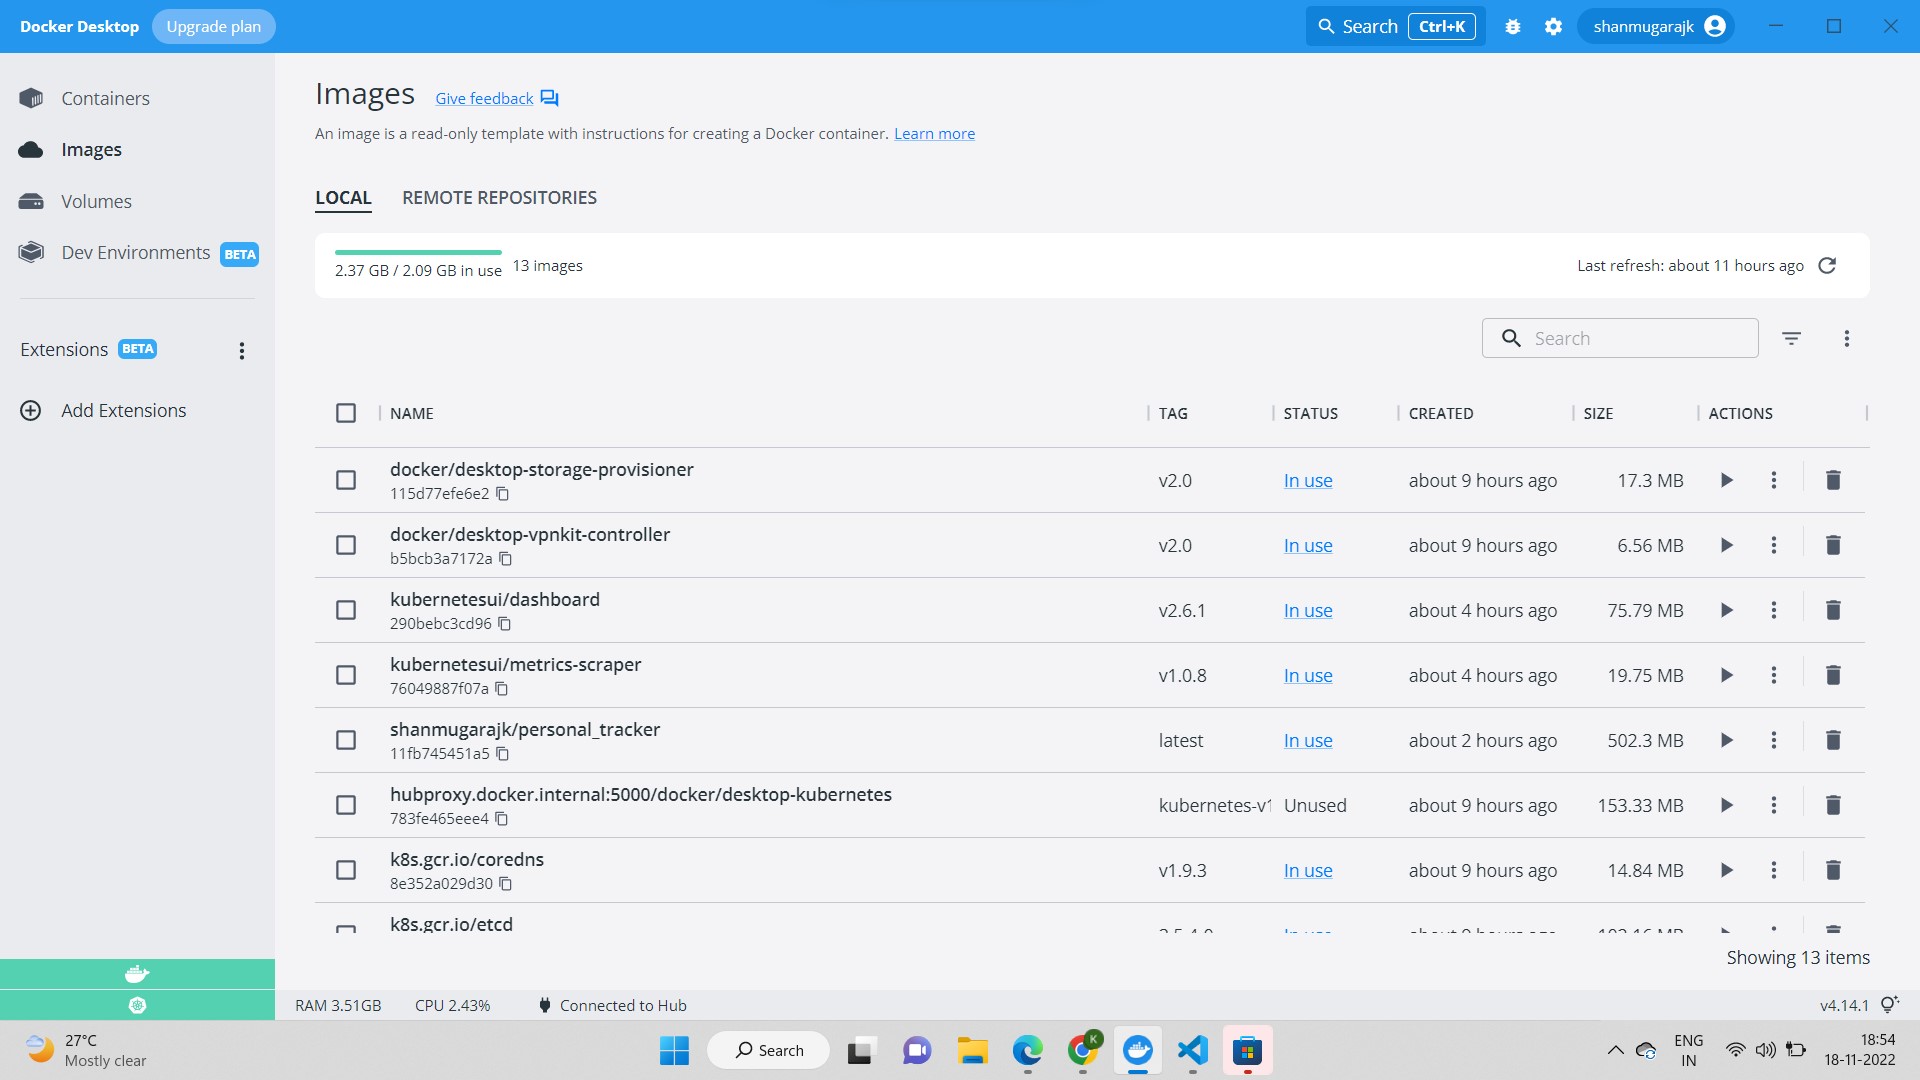 Docker Desktop Upgrade plan Search Ctrl+K shanmugarajk
Containers
Images
Volumes
Dev Environments BETA
Extensions BETA
Add Extensions
Images Give feedback
An image is a read-only template with instructions for creating a Docker container. Learn more
LOCAL REMOTE REPOSITORIES
2.37 GB / 2.09 GB in use 13 images Last refresh: about 11 hours ago
Search
NAME TAG STATUS CREATED SIZE ACTIONS
docker/desktop-storage-provisioner
115d77efe6e2 v2.0 In use about 9 hours ago 17.3 MB
docker/desktop-vpnkit-controller
b5bcb3a7172a v2.0 In use about 9 hours ago 6.56 MB
kubernetesui/dashboard
290bebc3cd96 v2.6.1 In use about 4 hours ago 75.79 MB
kubernetesui/metrics-scraper
76049887f07a v1.0.8 In use about 4 hours ago 19.75 MB
shanmugarajk/personal_tracker
11fb745451a5 latest In use about 2 hours ago 502.3 MB
hubproxy.docker.internal:5000/docker/desktop-kubernetes
783fe465eee4 kubernetes-v1 Unused about 9 hours ago 153.33 MB
k8s.gcr.io/coredns
8e352a029d30 v1.9.3 In use about 9 hours ago 14.84 MB
k8s.gcr.io/etcd
Showing 13 items
RAM 3.51GB CPU 2.43% Connected to Hub v4.14.1
27°C
Mostly clear
Search
K
ENG
IN
18:54
18-11-2022